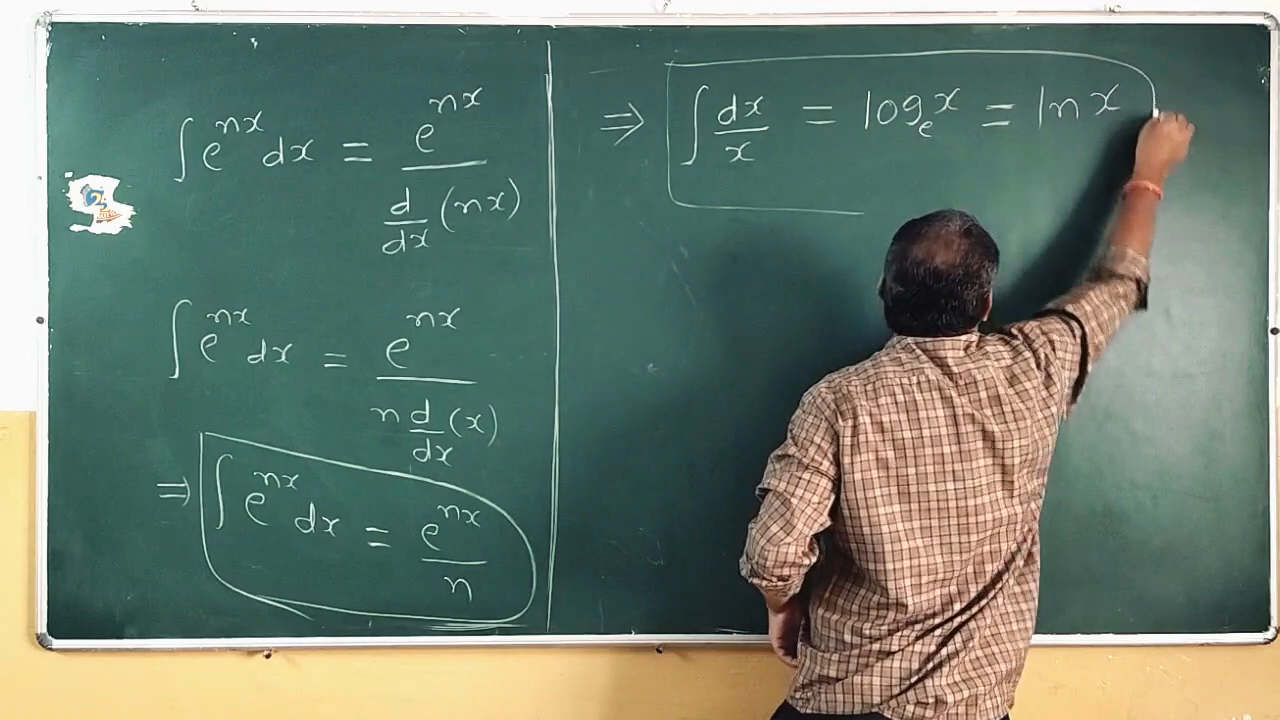 ∫e^{nx}dx = e^{nx} / (d/dx (nx))
∫e^{nx}dx = e^{nx} / (n d/dx (x))
⇒ ∫e^{nx}dx = e^{nx} / n
⇒ ∫dx/x = log_e x = ln x